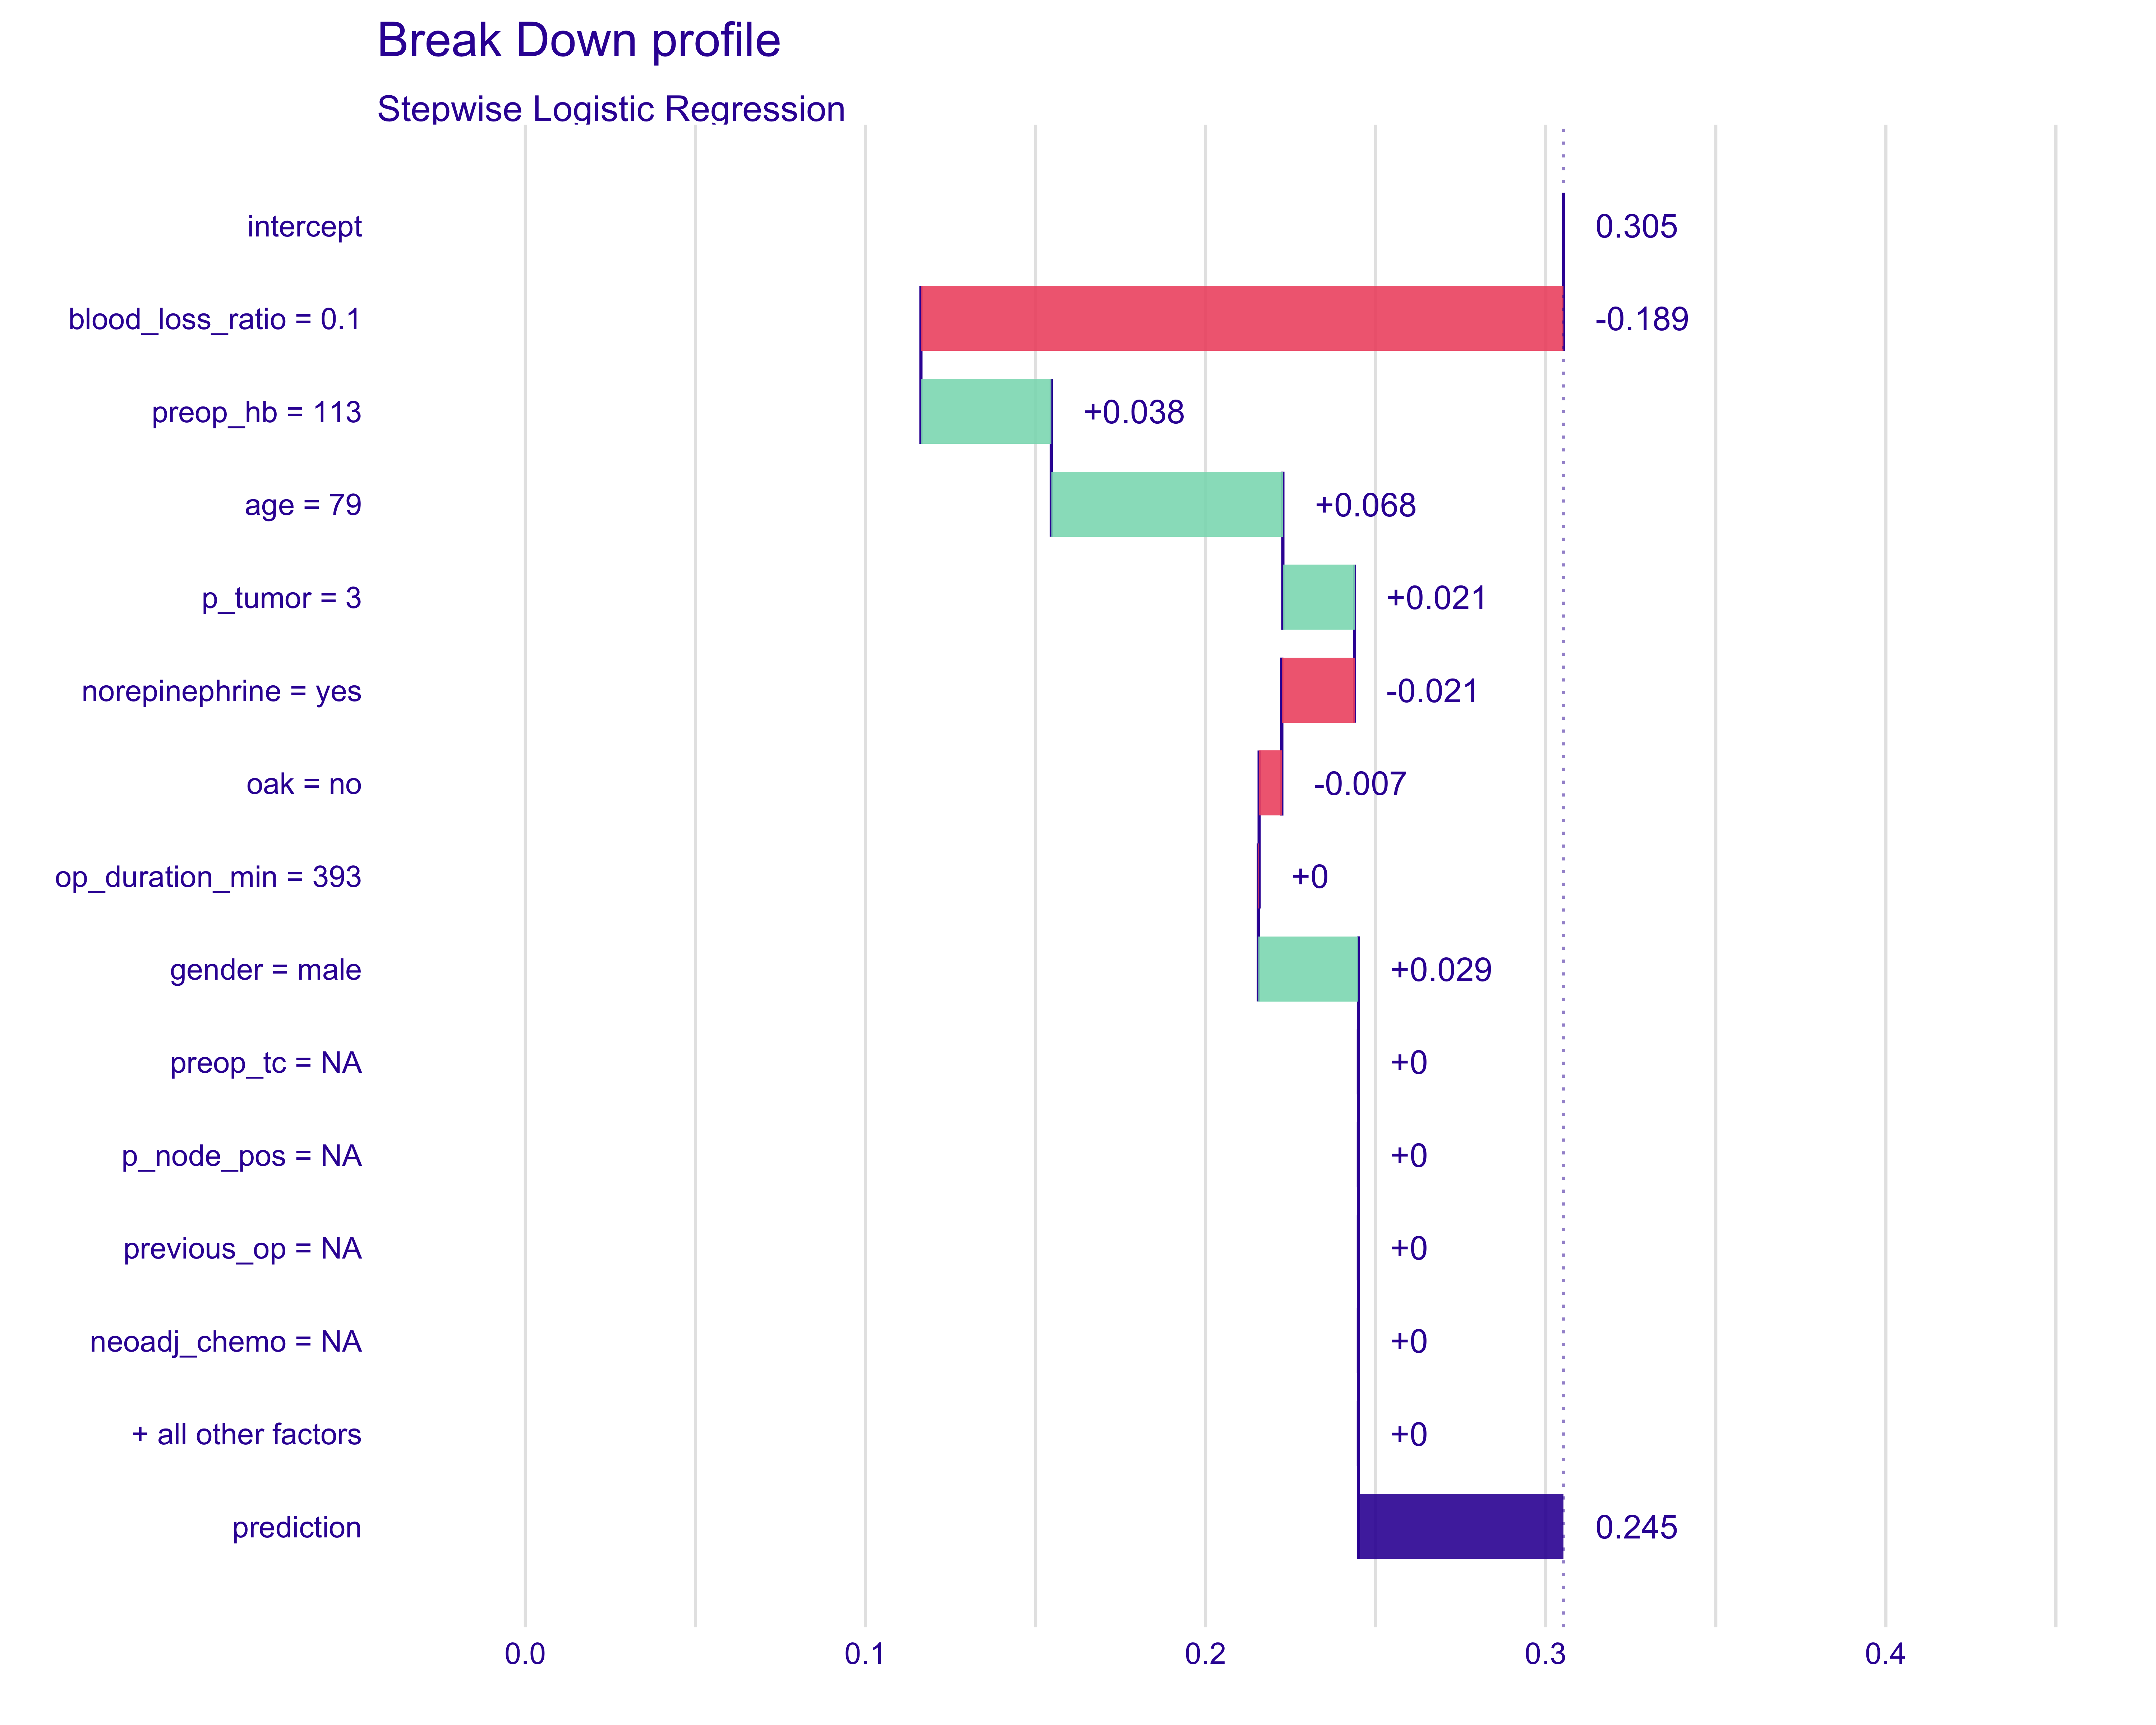 Break Down profile
Stepwise Logistic Regression
intercept 0.305
blood_loss_ratio = 0.1 -0.189
preop_hb = 113 +0.038
age = 79 +0.068
p_tumor = 3 +0.021
norepinephrine = yes -0.021
oak = no -0.007
op_duration_min = 393 +0
gender = male +0.029
preop_tc = NA +0
p_node_pos = NA +0
previous_op = NA +0
neoadj_chemo = NA +0
+ all other factors +0
prediction 0.245
0.0 0.1 0.2 0.3 0.4